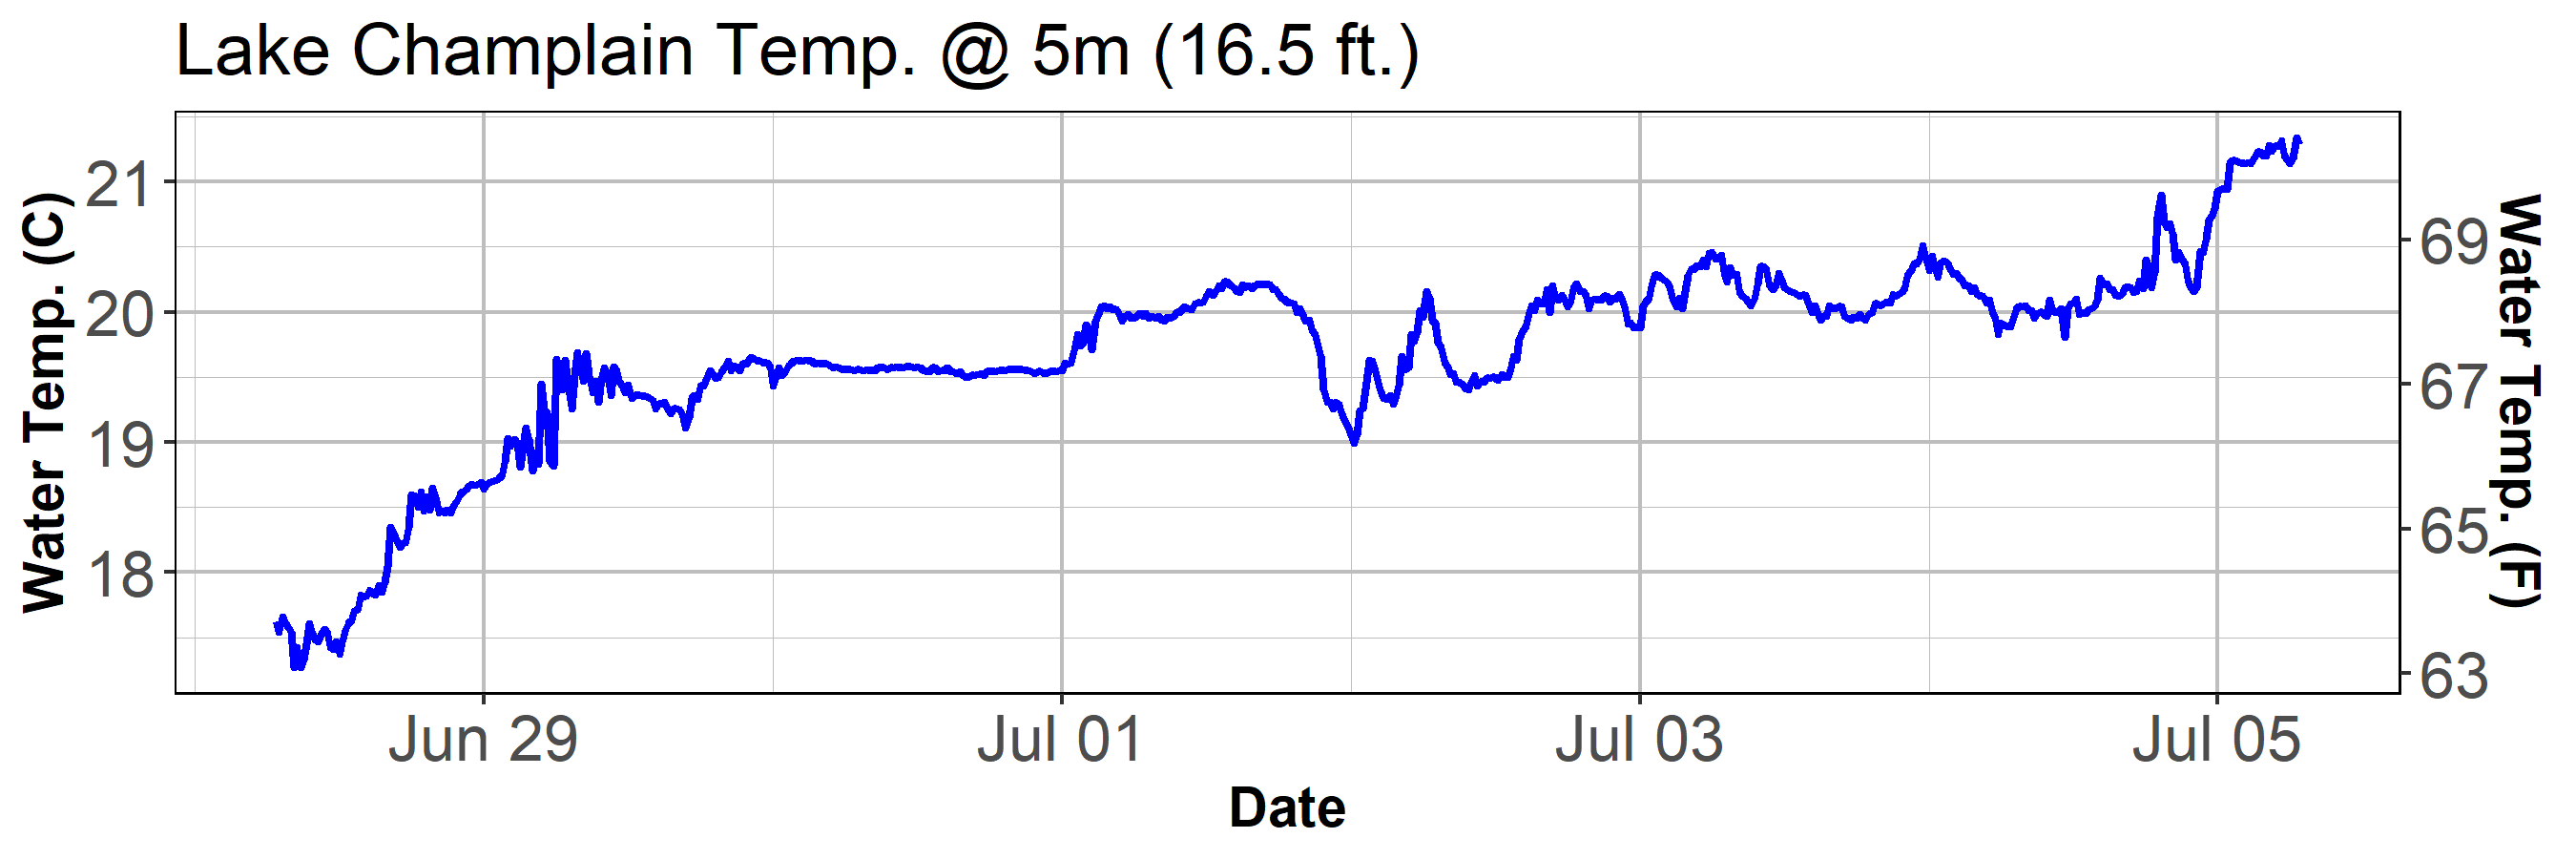 Lake Champlain Temp. @ 5m (16.5 ft.)
Water Temp. (C)
21
20
19
18
Water Temp. (F)
69
67
65
63
Jun 29
Jul 01
Jul 03
Jul 05
Date